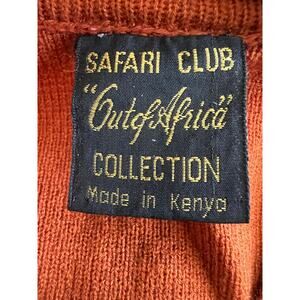 SAFARI CLUB
"Out of Africa"
COLLECTION
Made in Kenya